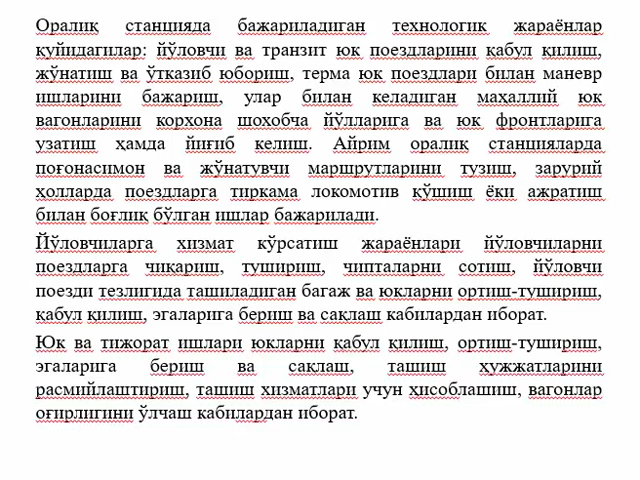 Оралиқ станцияда бажариладиган технологик жараёнлар
қуйидагилар: йўловчи ва транзит юк поездларини қабул қилиш,
жўнатиш ва ўтказиб юбориш, терма юк поездлари билан маневр
ишларини бажариш, улар билан келадиган маҳаллий юк
вагонларини корхона шохобча йўлларига ва юк фронтларига
узатиш ҳамда йиғиб келиш. Айрим оралиқ станцияларда
поғонасимон ва жўнатувчи маршрутларини тузиш, зарурий
ҳолларда поездларга тиркама локомотив қўшиш ёки ажратиш
билан боғлиқ бўлган ишлар бажарилади.
Йўловчиларга хизмат кўрсатиш жараёнлари йўловчиларни
поездларга чиқариш, тушириш, чипталарни сотиш, йўловчи
поезди тезлигида ташиладиган багаж ва юкларни ортиш-тушириш,
қабул қилиш, эгаларига бериш ва сақлаш кабилардан иборат.
Юк ва тижорат ишлари юкларни қабул қилиш, ортиш-тушириш,
эгаларига бериш ва сақлаш, ташиш ҳужжатларини
расмийлаштириш, ташиш хизматлари учун ҳисоблашиш, вагонлар
оғирлигини ўлчаш кабилардан иборат.